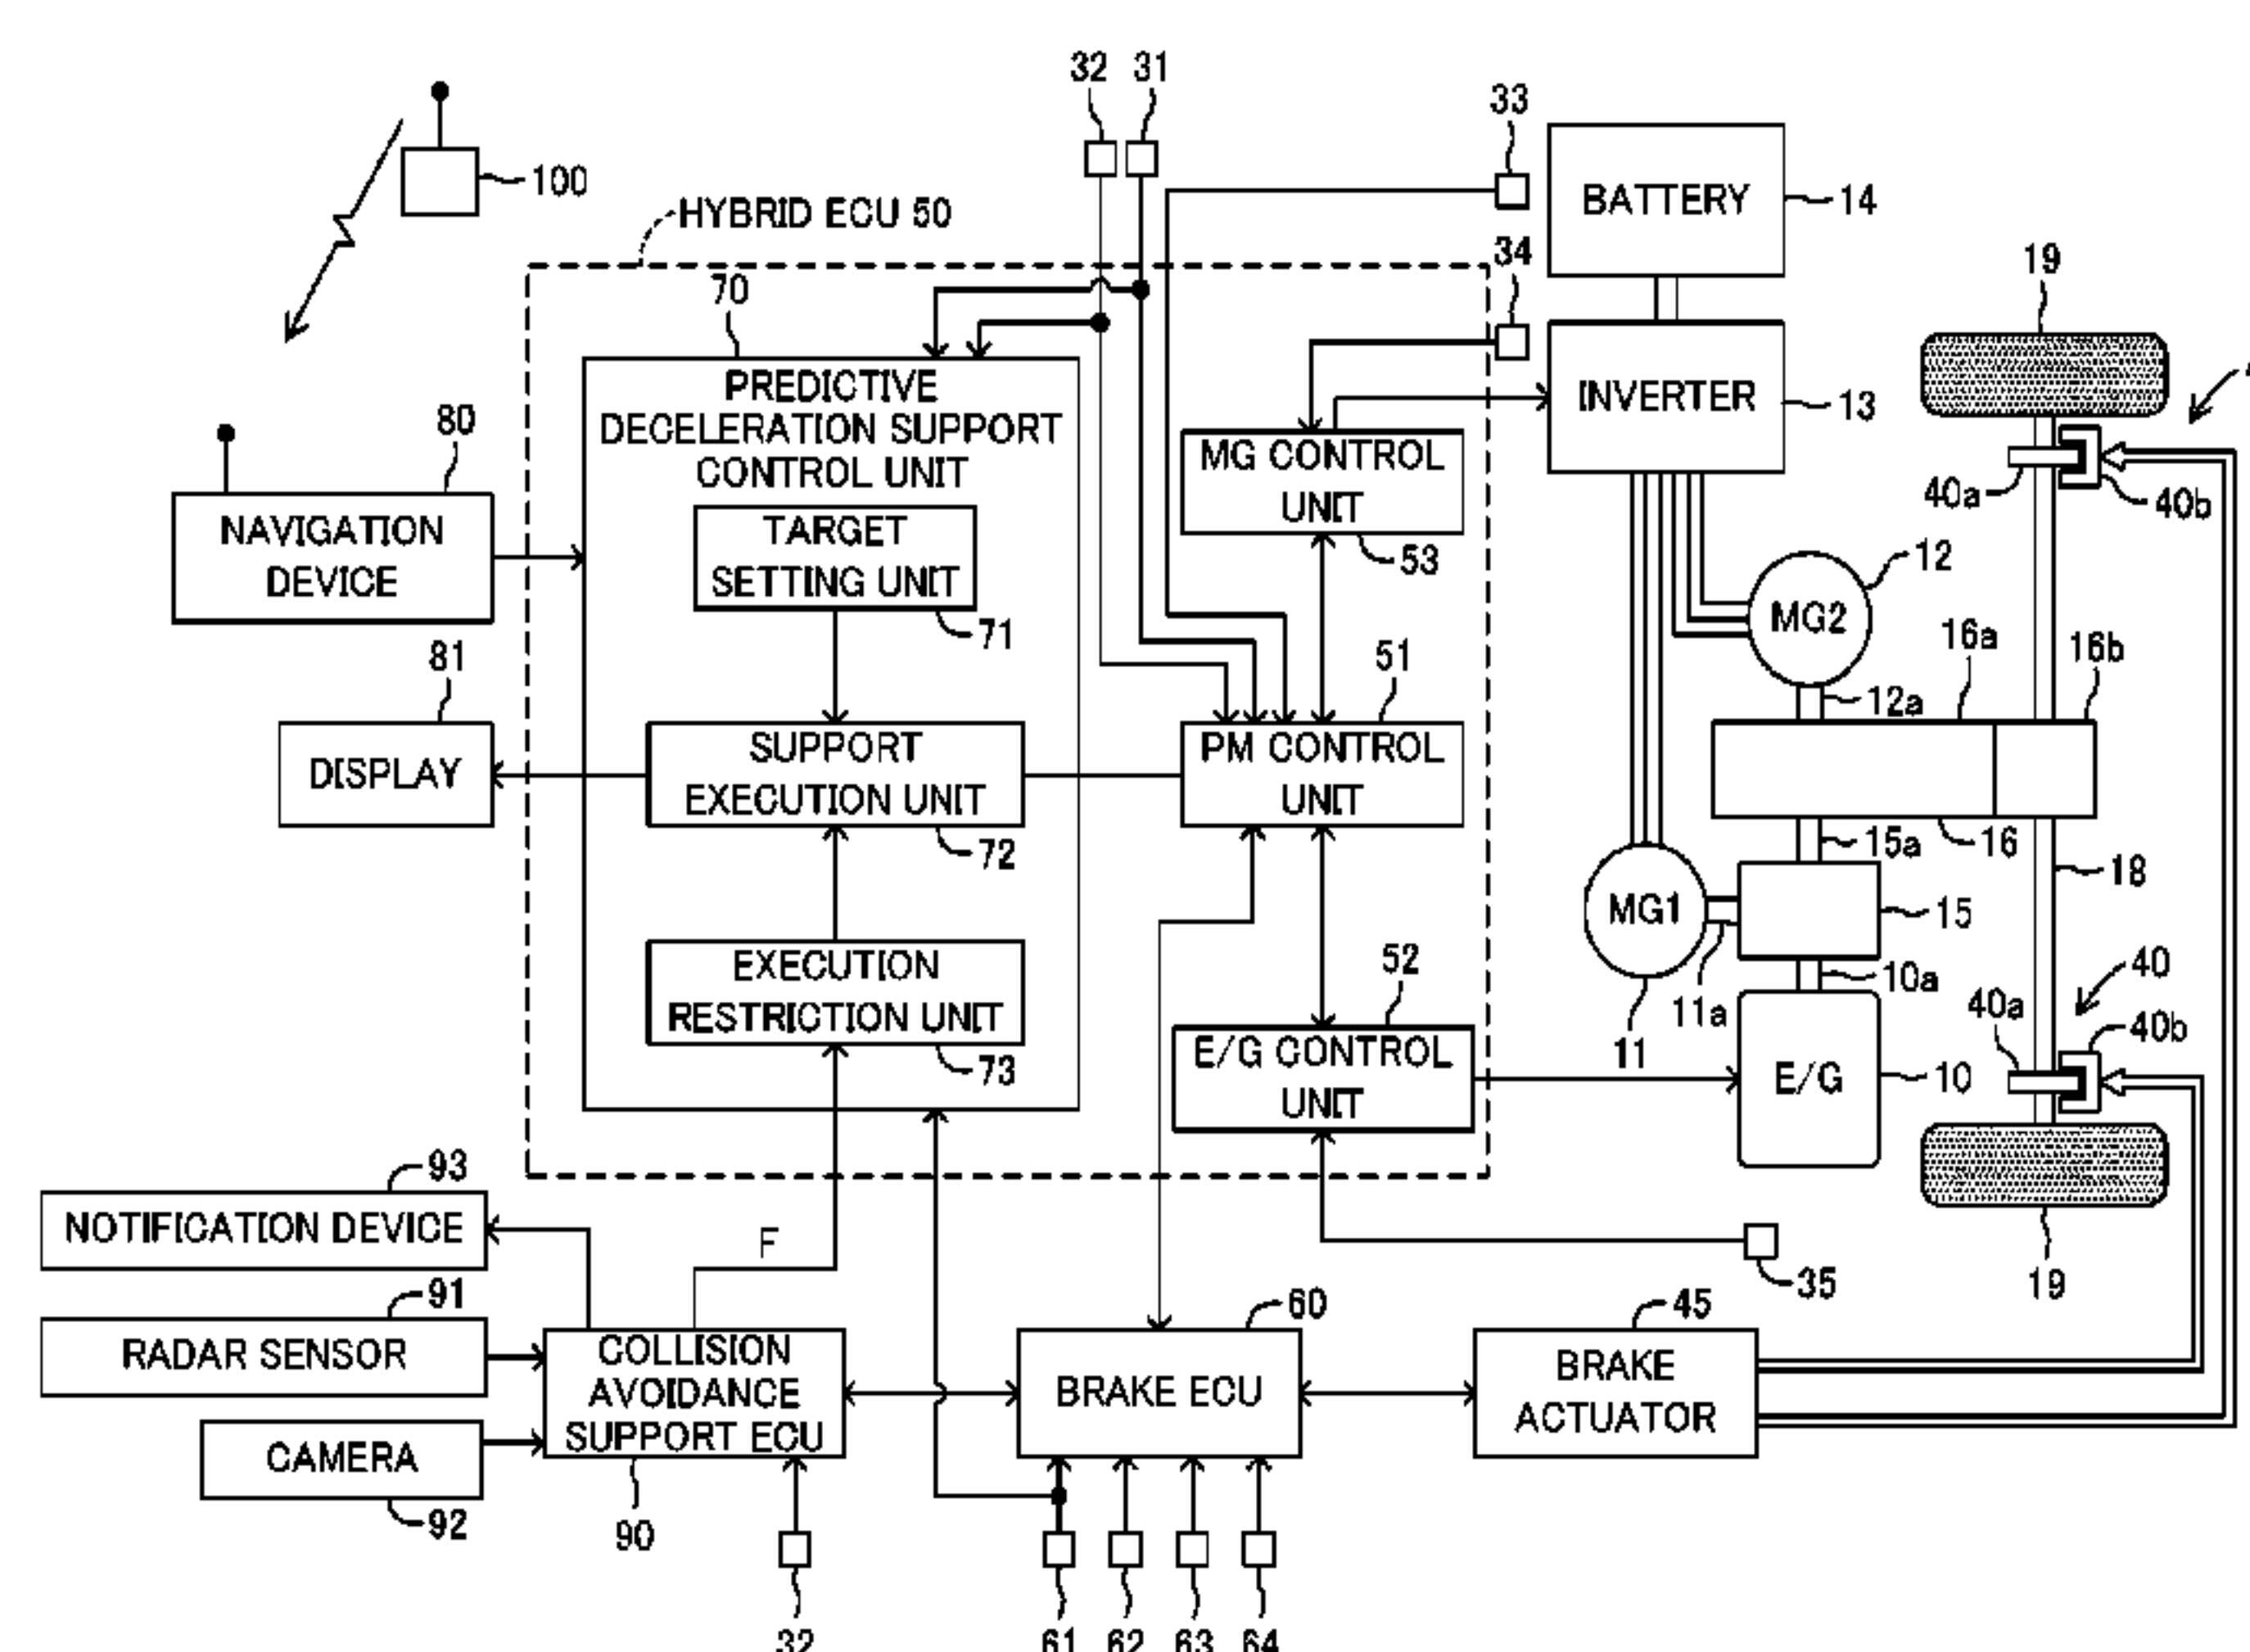 32 31
33
100
BATTERY
14
HYBRID ECU 50
34
19
70
PREDICTIVE
DECELERATION SUPPORT
CONTROL UNIT
INVERTER
13
80
MG CONTROL
UNIT
40a
40b
NAVIGATION
DEVICE
TARGET
SETTING UNIT
53
12
MG2
71
16a
16b
81
51
12a
DISPLAY
SUPPORT
EXECUTION UNIT
PM CONTROL
UNIT
72
15a
16
18
MG1
15
EXECUTION
RESTRICTION UNIT
52
10a
40
11a
40a
40b
73
E/G CONTROL
UNIT
11
E/G
10
93
NOTIFICATION DEVICE
F
35
19
91
60
45
RADAR SENSOR
COLLISION
AVOIDANCE
SUPPORT ECU
BRAKE ECU
BRAKE
ACTUATOR
CAMERA
92
90
32
61 62 63 64